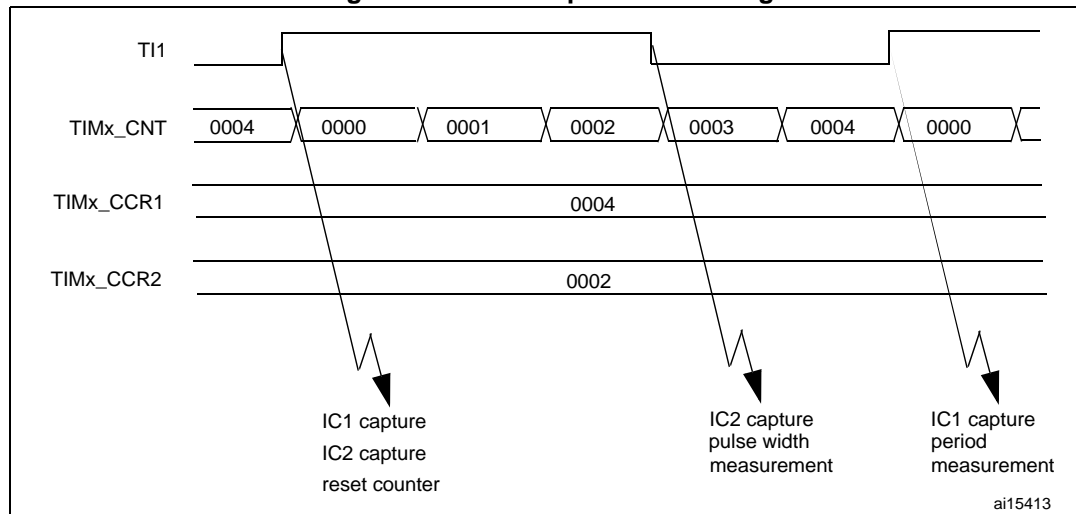 TI1
TIMx_CNT 0004 0000 0001 0002 0003 0004 0000
TIMx_CCR1 0004
TIMx_CCR2 0002
IC1 capture
IC2 capture
reset counter
IC2 capture
pulse width
measurement
IC1 capture
period
measurement
ai15413